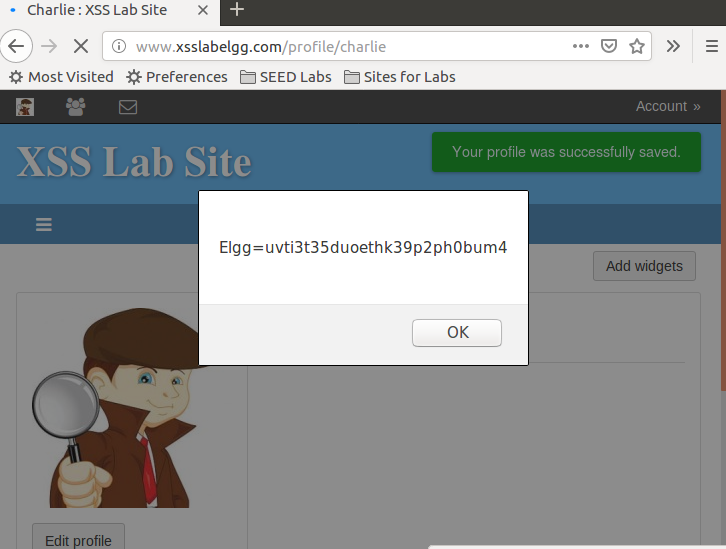 Charlie : XSS Lab Site
www.xsslabelgg.com/profile/charlie
Most Visited Preferences SEED Labs Sites for Labs
Account »
XSS Lab Site
Your profile was successfully saved.
Elgg=uvti3t35duoethk39p2ph0bum4
OK
Add widgets
Edit profile